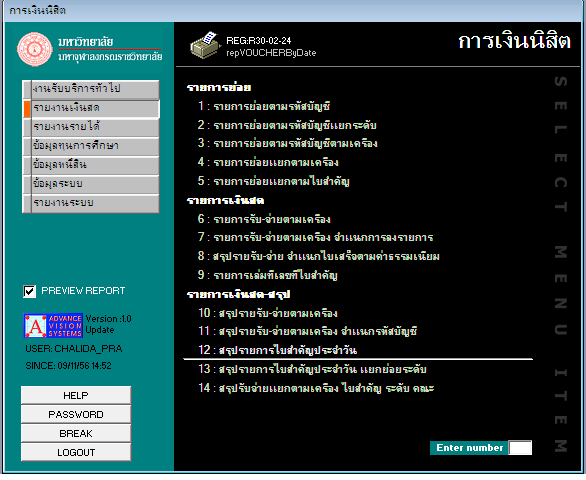 การเงินนิสิต
มหาวิทยาลัย
มหาจุฬาลงกรณราชวิทยาลัย
REG:R30-02-24
repVOUCHERByDate
การเงินนิสิต
งานรับบริการทั่วไป
รายงานเงินสด
รายงานรายได้
ข้อมูลทุนการศึกษา
ข้อมูลหนี้สิน
ข้อมูลระบบ
รายงานระบบ
PREVIEW REPORT
A ADVANCE VISION SYSTEMS
Version :1.0
Update
USER: CHALIDA_PRA
SINCE: 09/11/56 14:52
HELP
PASSWORD
BREAK
LOGOUT
รายการย่อย
1 : รายการย่อยตามรหัสบัญชี
2 : รายการย่อยตามรหัสบัญชีแยกระดับ
3 : รายการย่อยตามรหัสบัญชีตามเครื่อง
4 : รายการย่อยแยกตามเครื่อง
5 : รายการย่อยแยกตามใบสำคัญ
รายการเงินสด
6 : รายการรับ-จ่ายตามเครื่อง
7 : รายการรับ-จ่ายตามเครื่อง จำแนกการลงรายการ
8 : สรุปรายรับ-จ่าย จำแนกใบเสร็จตามค่าธรรมเนียม
9 : รายการเล่มที่เลขที่ใบสำคัญ
รายการเงินสด-สรุป
10 : สรุปรายรับ-จ่ายตามเครื่อง
11 : สรุปรายรับ-จ่ายตามเครื่อง จำแนกรหัสบัญชี
12 : สรุปรายการใบสำคัญประจำวัน
13 : สรุปรายการใบสำคัญประจำวัน แยกย่อยระดับ
14 : สรุปรับจ่ายแยกตามเครื่อง ใบสำคัญ ระดับ คณะ
Enter number
SELECT MENU ITEM